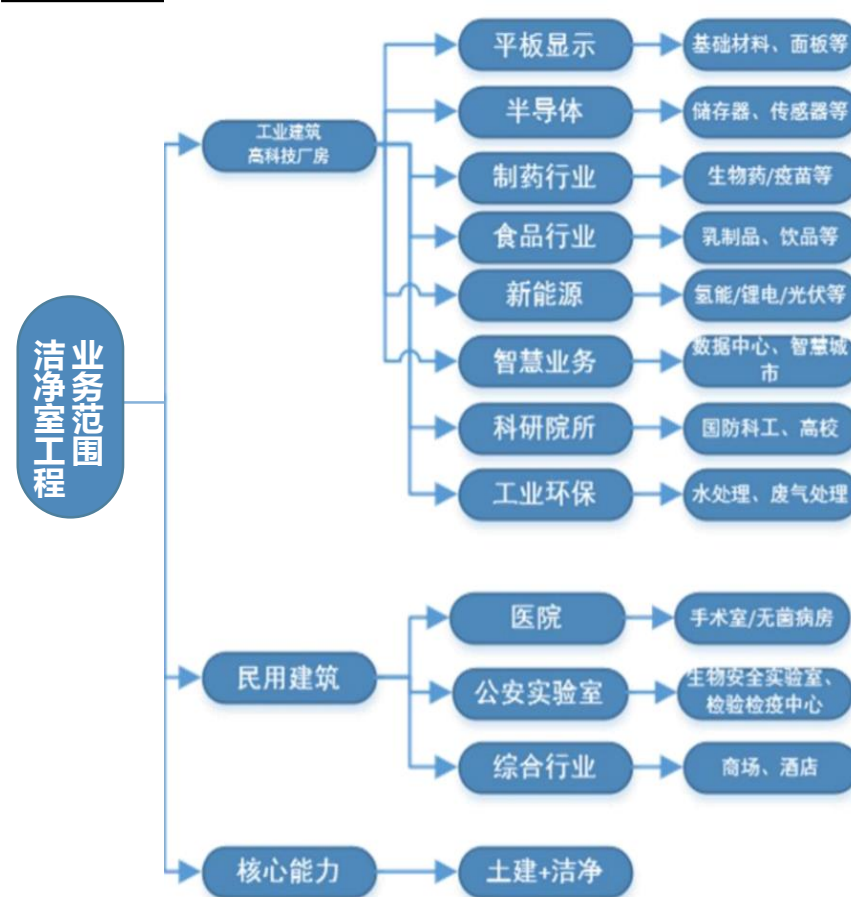 洁净室工程
业务范围
工业建筑
高科技厂房
平板显示
基础材料、面板等
半导体
储存器、传感器等
制药行业
生物药/疫苗等
食品行业
乳制品、饮品等
新能源
氢能/锂电/光伏等
智慧业务
数据中心、智慧城
市
科研院所
国防科工、高校
工业环保
水处理、废气处理
民用建筑
医院
手术室/无菌病房
公安实验室
生物安全实验室、
检验检疫中心
综合行业
商场、酒店
核心能力
土建+洁净